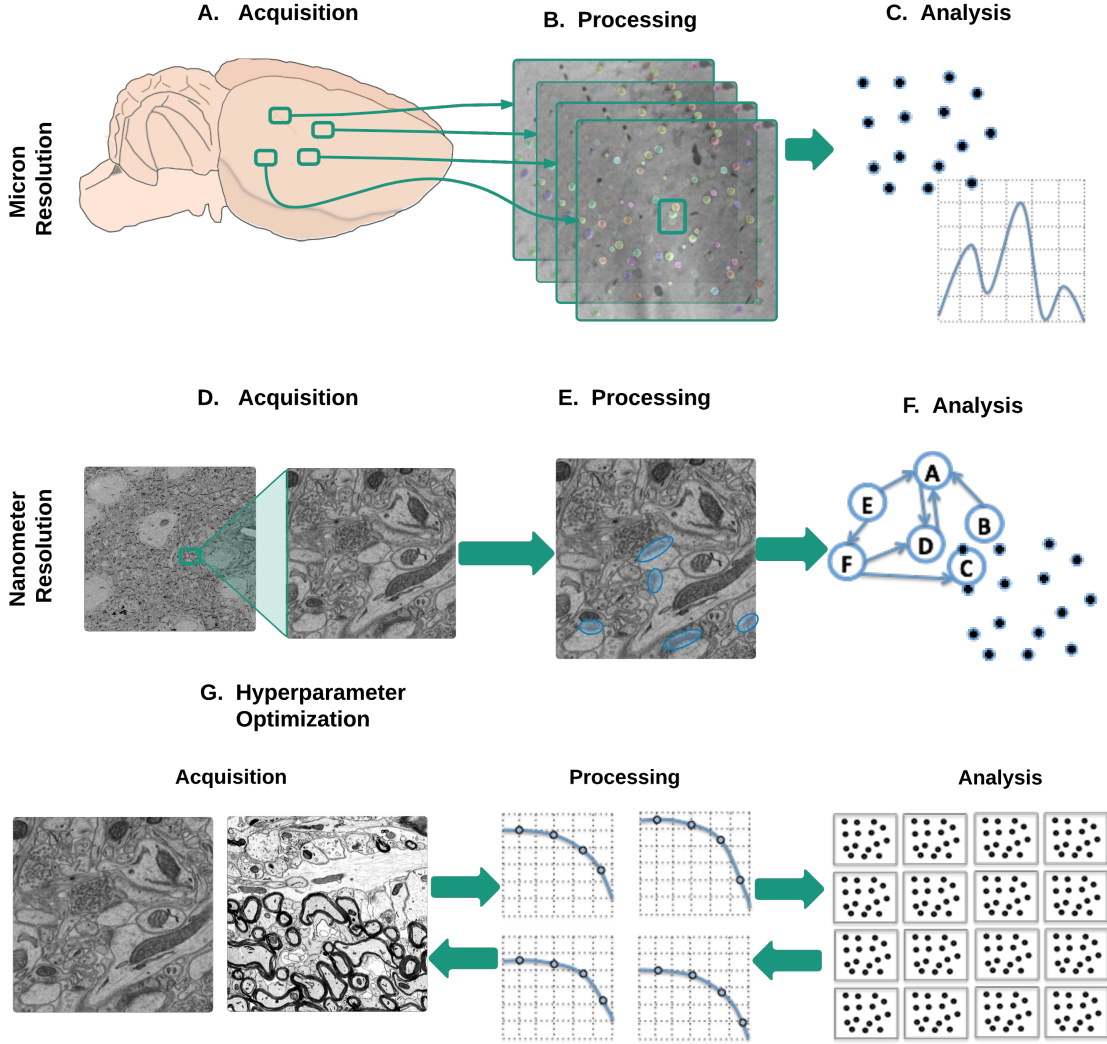 A. Acquisition
B. Processing
C. Analysis
Micron
Resolution
D. Acquisition
E. Processing
F. Analysis
Nanometer
Resolution
A
E
B
D
F
C
G. Hyperparameter
Optimization
Acquisition
Processing
Analysis